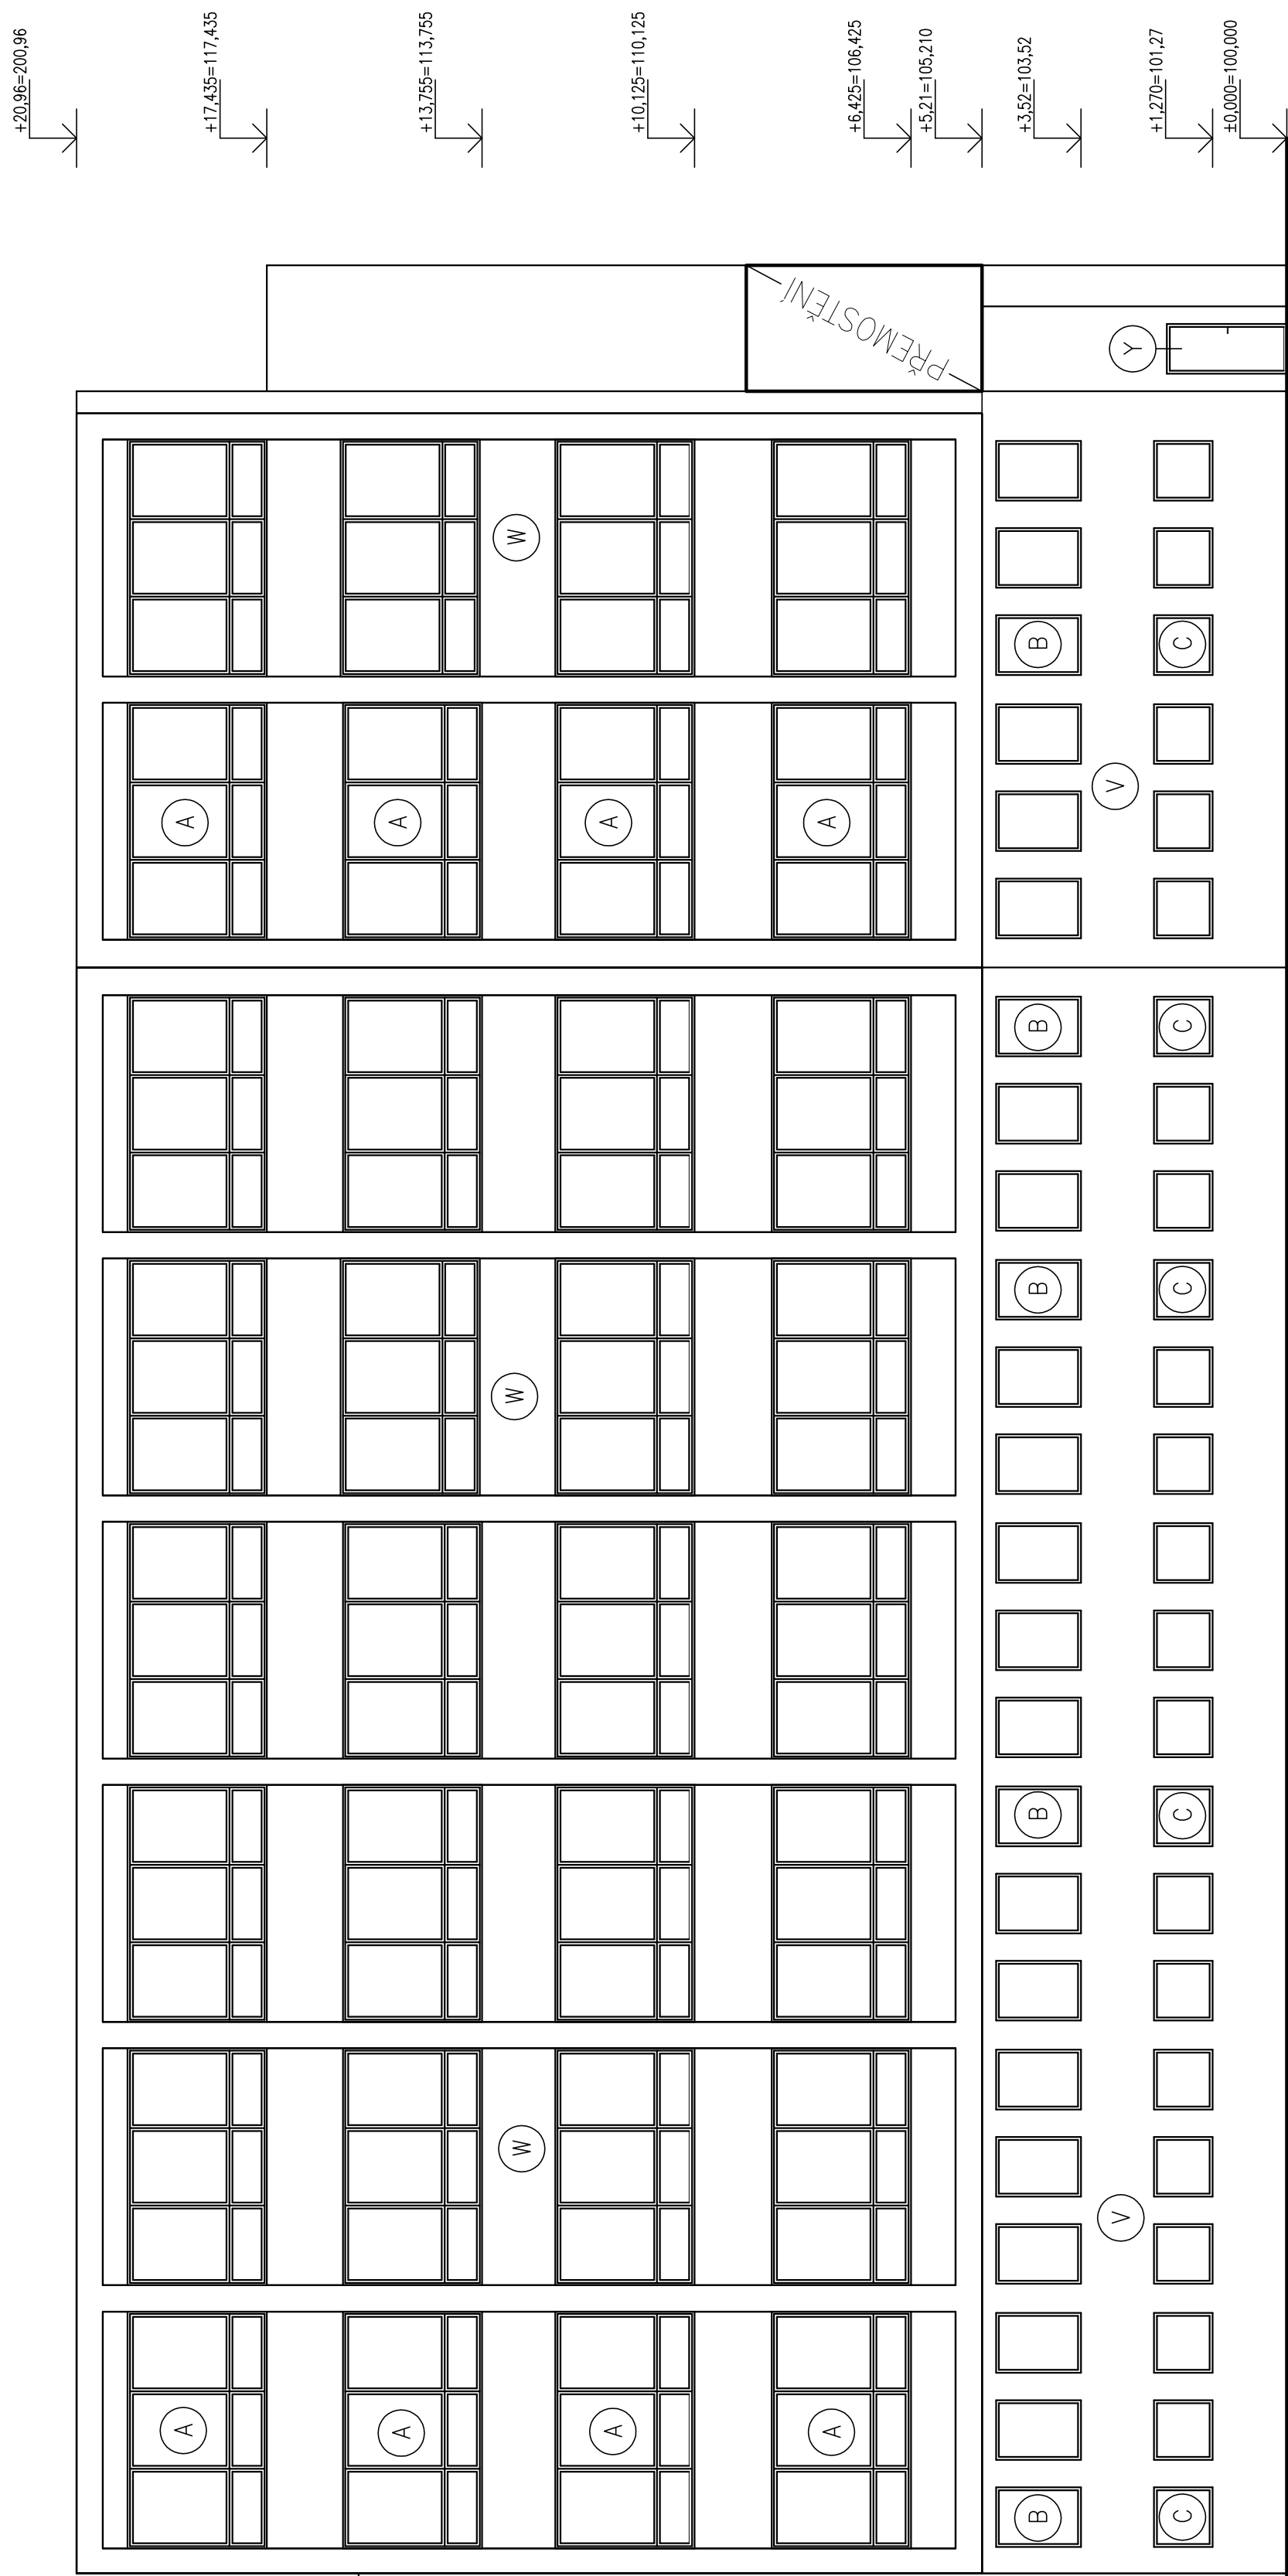 +20,96=200,96
+17,435=117,435
+13,755=113,755
+10,125=110,125
+6,425=106,425
+5,21=105,210
+3,52=103,52
+1,270=101,27
±0,000=100,000
PŘEMOSTĚNÍ
Y
W
B
C
V
A
A
A
A
B
C
B
C
W
B
C
W
V
A
A
A
A
B
C